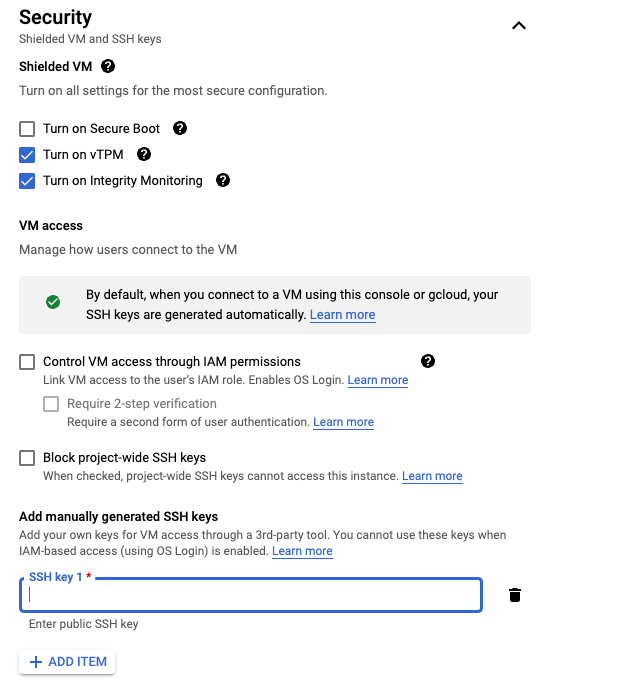 Security
Shielded VM and SSH keys
Shielded VM ?
Turn on all settings for the most secure configuration.
Turn on Secure Boot ?
Turn on vTPM ?
Turn on Integrity Monitoring ?
VM access
Manage how users connect to the VM
By default, when you connect to a VM using this console or gcloud, your
SSH keys are generated automatically. Learn more
Control VM access through IAM permissions ?
Link VM access to the user's IAM role. Enables OS Login. Learn more
Require 2-step verification
Require a second form of user authentication. Learn more
Block project-wide SSH keys
When checked, project-wide SSH keys cannot access this instance. Learn more
Add manually generated SSH keys
Add your own keys for VM access through a 3rd-party tool. You cannot use these keys when
IAM-based access (using OS Login) is enabled. Learn more
SSH key 1 *
Enter public SSH key
+ ADD ITEM